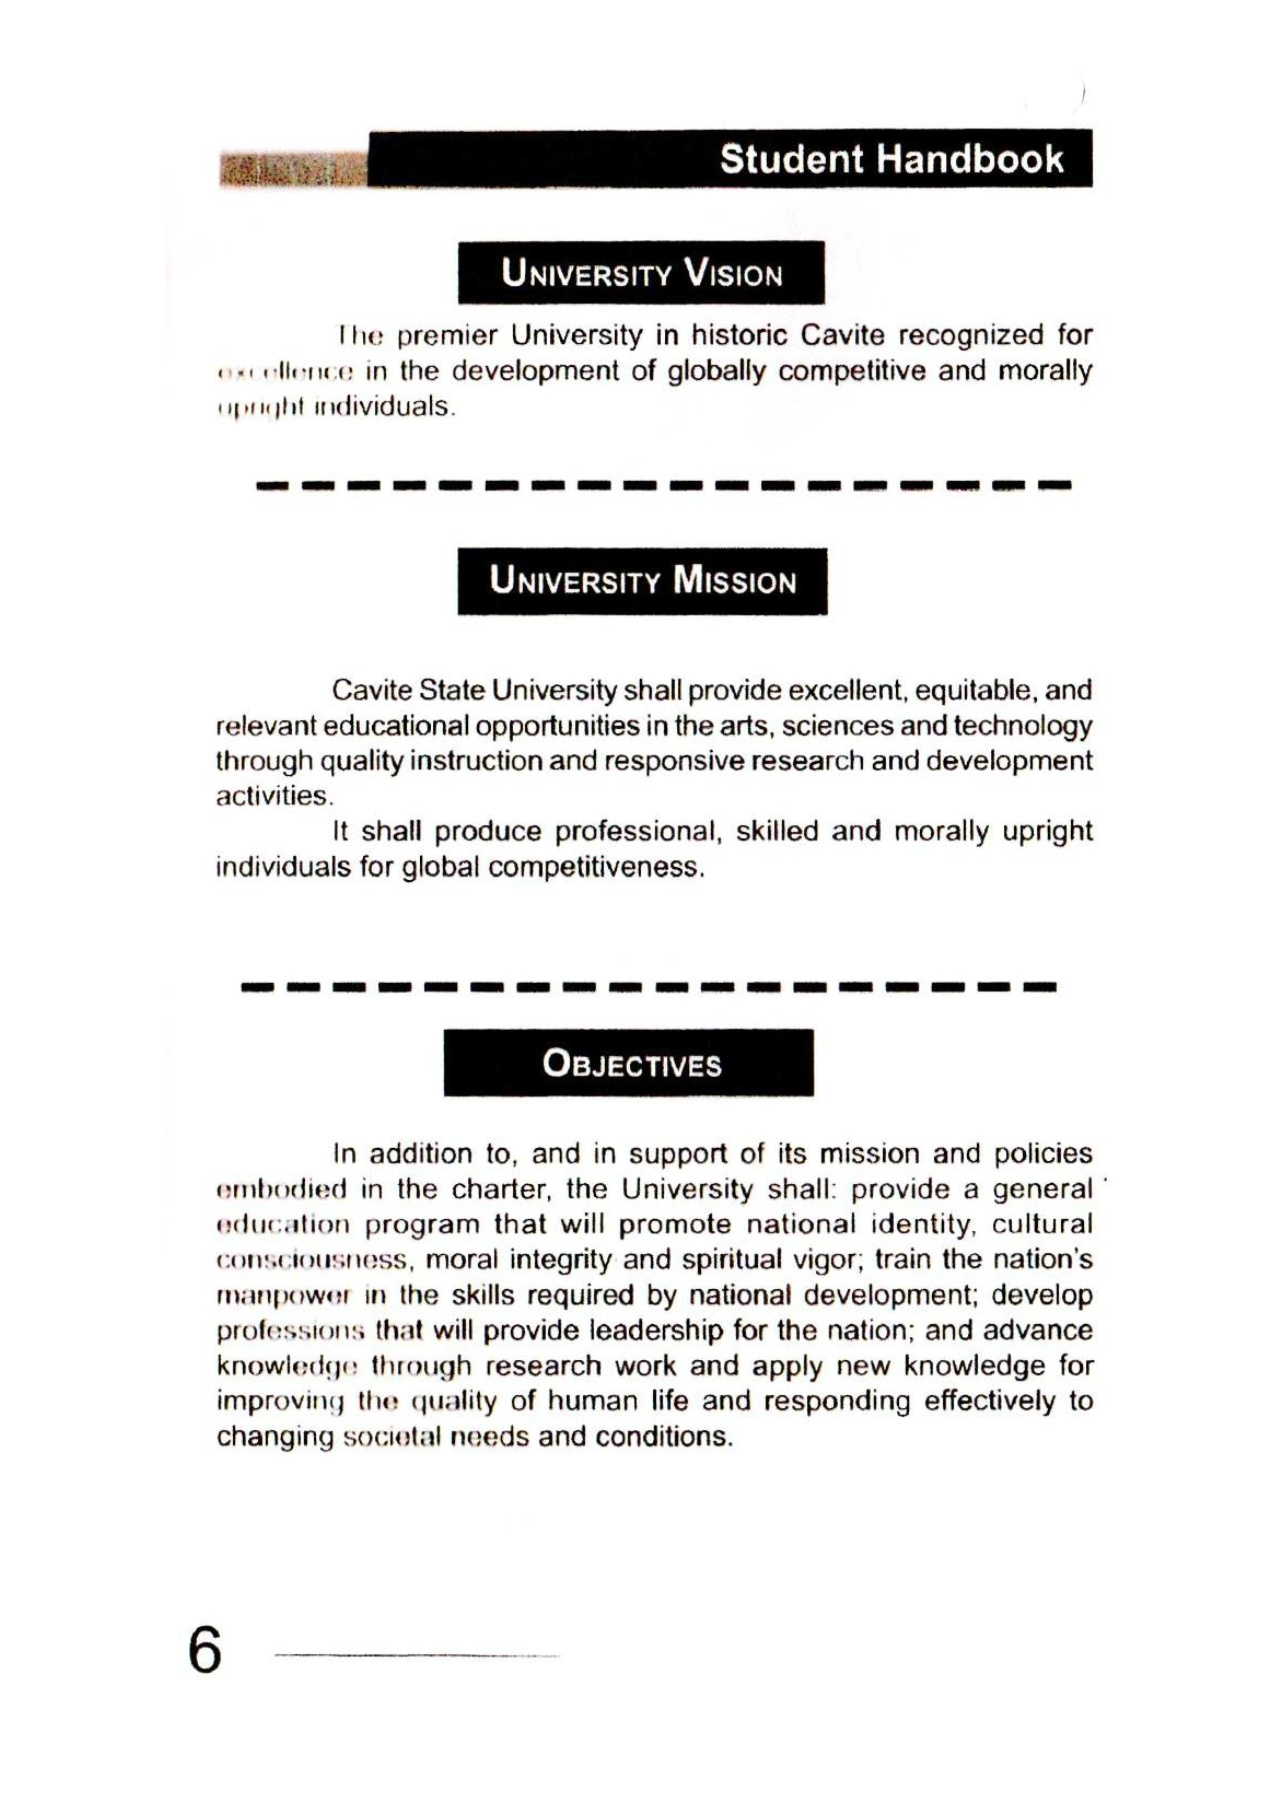 Student Handbook
UNIVERSITY VISION
The premier University in historic Cavite recognized for
excellence in the development of globally competitive and morally
upright individuals.
UNIVERSITY MISSION
Cavite State University shall provide excellent, equitable, and
relevant educational opportunities in the arts, sciences and technology
through quality instruction and responsive research and development
activities.
It shall produce professional, skilled and morally upright
individuals for global competitiveness.
OBJECTIVES
In addition to, and in support of its mission and policies
embodied in the charter, the University shall: provide a general
education program that will promote national identity, cultural
consciousness, moral integrity and spiritual vigor; train the nation's
manpower in the skills required by national development; develop
professions that will provide leadership for the nation; and advance
knowledge through research work and apply new knowledge for
improving the quality of human life and responding effectively to
changing societal needs and conditions.
6